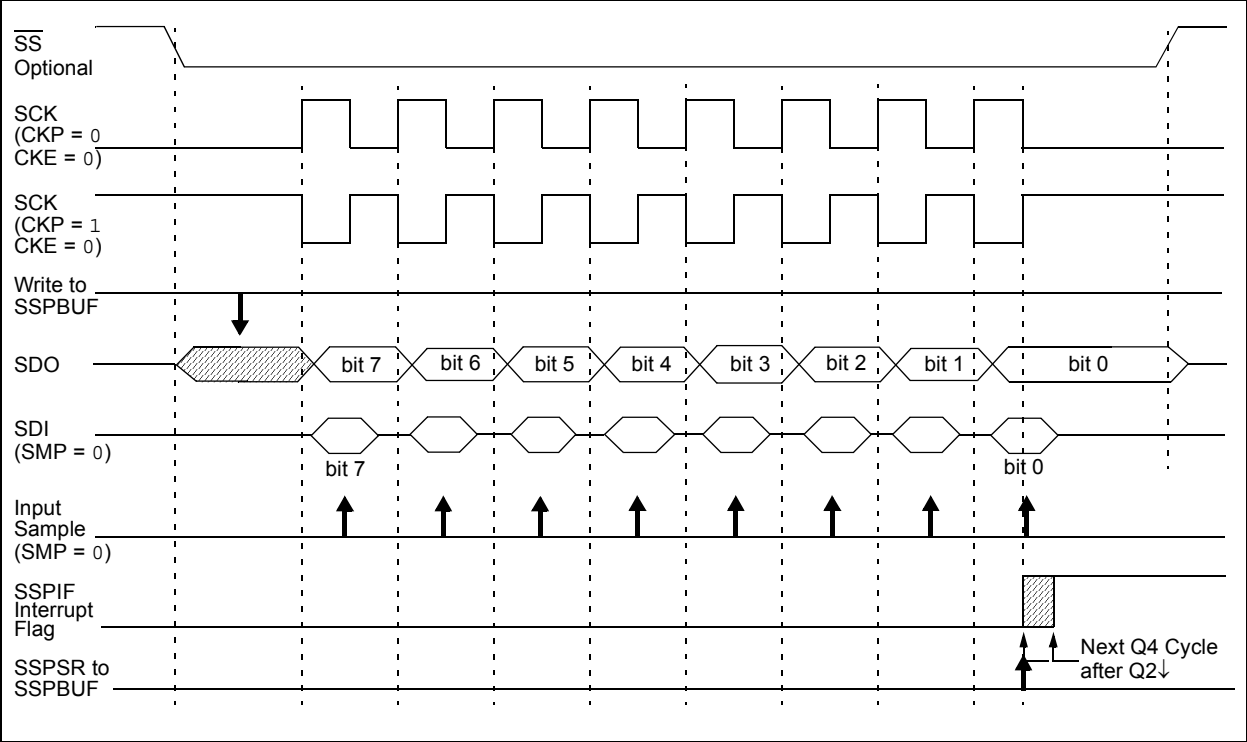 SS
Optional
SCK
(CKP = 0
CKE = 0)
SCK
(CKP = 1
CKE = 0)
Write to
SSPBUF
SDO
bit 7
bit 6
bit 5
bit 4
bit 3
bit 2
bit 1
bit 0
SDI
(SMP = 0)
bit 7
bit 0
Input
Sample
(SMP = 0)
SSPIF
Interrupt
Flag
Next Q4 Cycle
after Q2↓
SSPSR to
SSPBUF